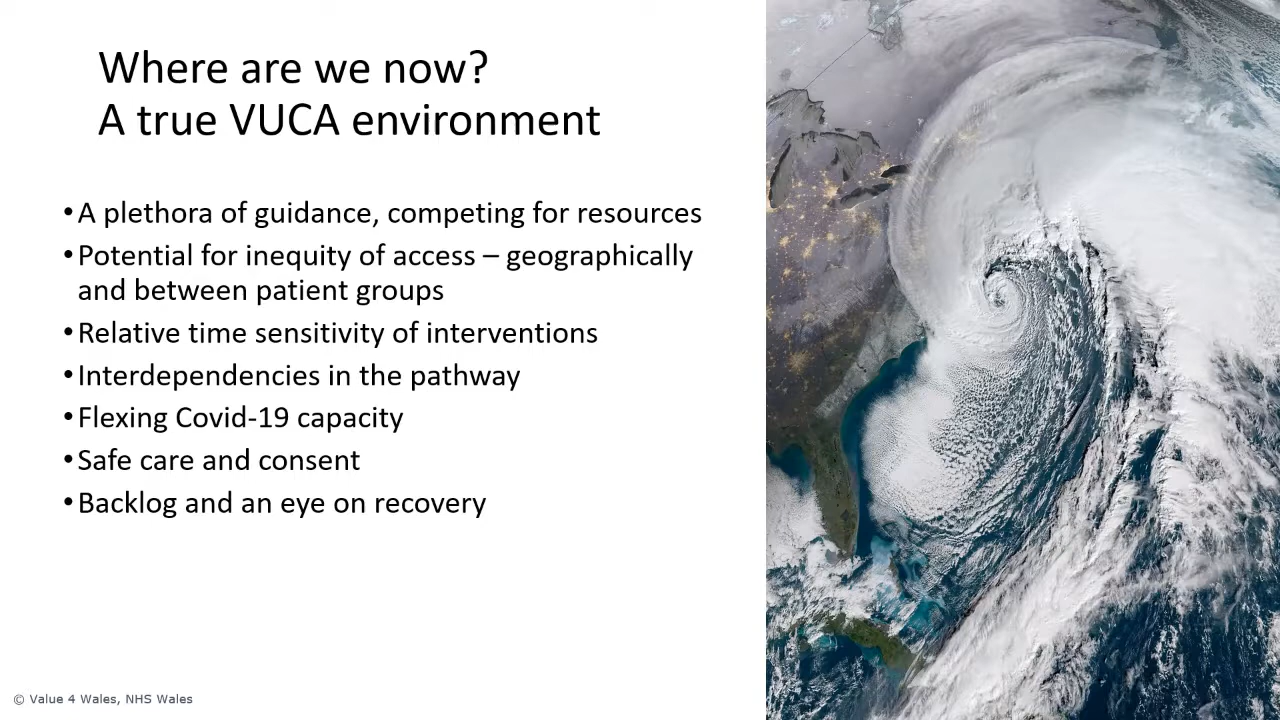 Where are we now?
A true VUCA environment
•A plethora of guidance, competing for resources
•Potential for inequity of access – geographically
and between patient groups
•Relative time sensitivity of interventions
•Interdependencies in the pathway
•Flexing Covid-19 capacity
•Safe care and consent
•Backlog and an eye on recovery
© Value 4 Wales, NHS Wales